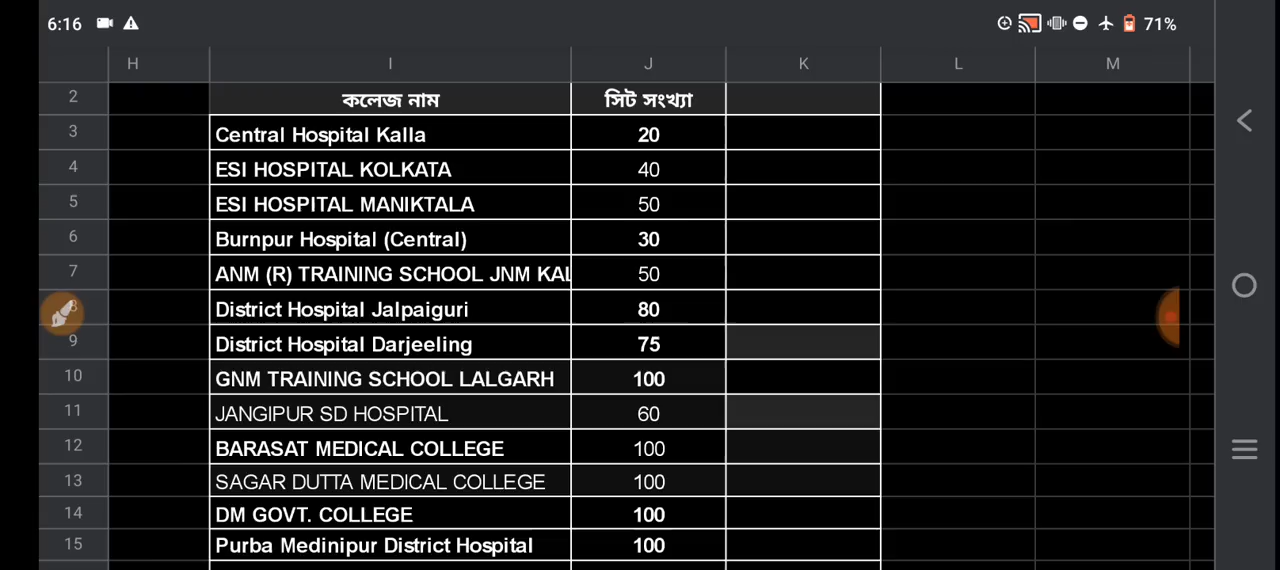 6:16 71%
H I J K L M
2 কলেজ নাম সিট সংখ্যা
3 Central Hospital Kalla 20
4 ESI HOSPITAL KOLKATA 40
5 ESI HOSPITAL MANIKTALA 50
6 Burnpur Hospital (Central) 30
7 ANM (R) TRAINING SCHOOL JNM KAL 50
8 District Hospital Jalpaiguri 80
9 District Hospital Darjeeling 75
10 GNM TRAINING SCHOOL LALGARH 100
11 JANGIPUR SD HOSPITAL 60
12 BARASAT MEDICAL COLLEGE 100
13 SAGAR DUTTA MEDICAL COLLEGE 100
14 DM GOVT. COLLEGE 100
15 Purba Medinipur District Hospital 100